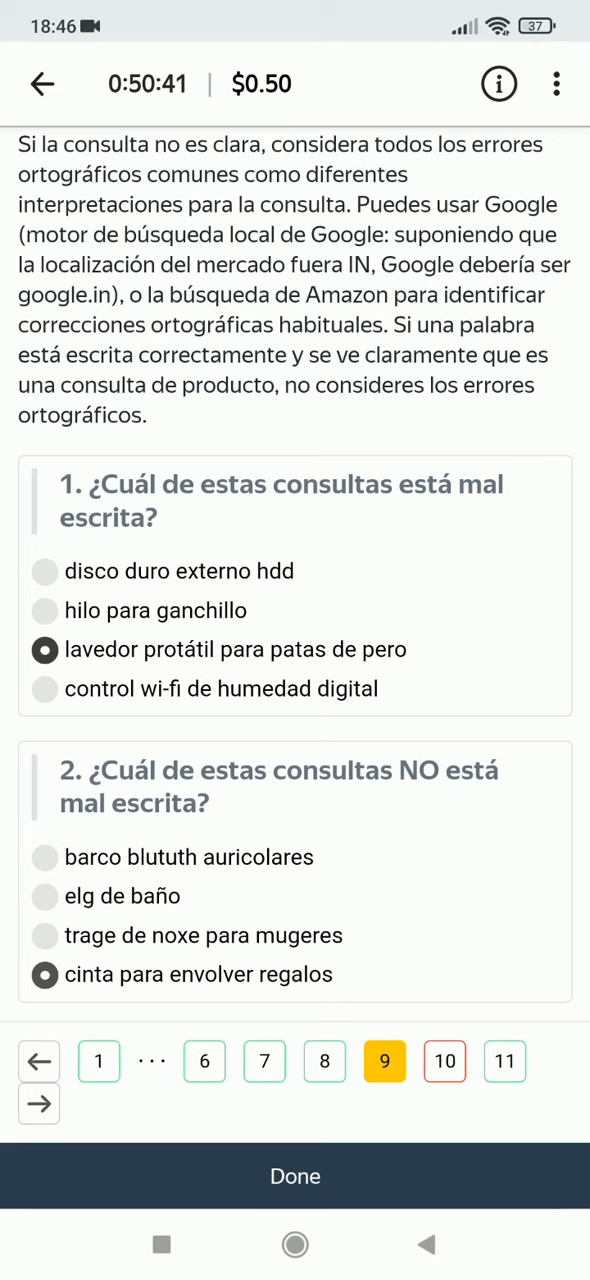 18:46
37
0:50:41 | $0.50
Si la consulta no es clara, considera todos los errores
ortográficos comunes como diferentes
interpretaciones para la consulta. Puedes usar Google
(motor de búsqueda local de Google: suponiendo que
la localización del mercado fuera IN, Google debería ser
google.in), o la búsqueda de Amazon para identificar
correcciones ortográficas habituales. Si una palabra
está escrita correctamente y se ve claramente que es
una consulta de producto, no consideres los errores
ortográficos.
1. ¿Cuál de estas consultas está mal
escrita?
disco duro externo hdd
hilo para ganchillo
lavedor protátil para patas de pero
control wi-fi de humedad digital
2. ¿Cuál de estas consultas NO está
mal escrita?
barco blututh auricolares
elg de baño
trage de noxe para mugeres
cinta para envolver regalos
1 ··· 6 7 8 9 10 11
Done